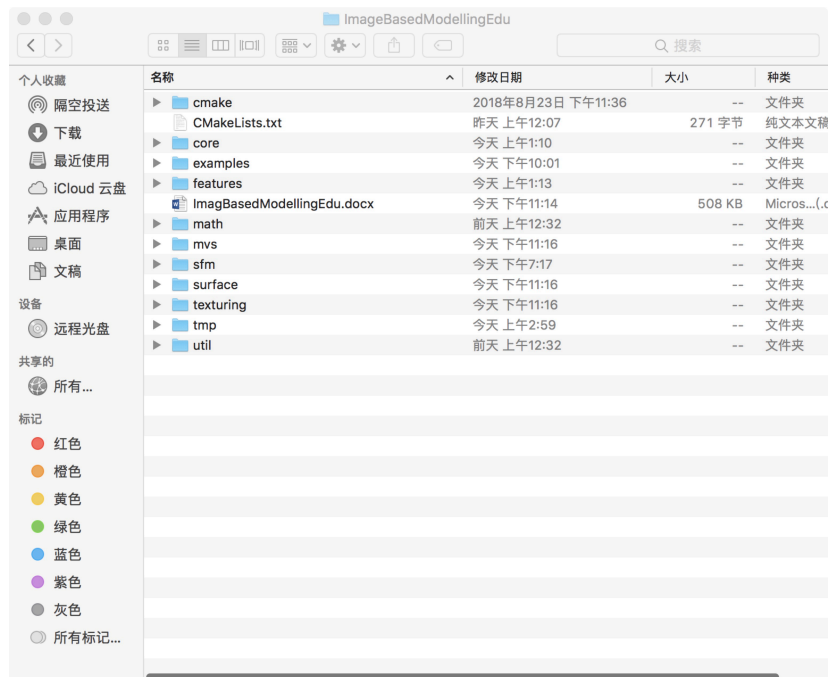 ImageBasedModellingEdu
搜索
个人收藏
隔空投送
下载
最近使用
iCloud 云盘
应用程序
桌面
文稿
设备
远程光盘
共享的
所有...
标记
红色
橙色
黄色
绿色
蓝色
紫色
灰色
所有标记...
名称 修改日期 大小 种类
cmake 2018年8月23日 下午11:36 -- 文件夹
CMakeLists.txt 昨天 上午12:07 271 字节 纯文本文稿
core 今天 上午1:10 -- 文件夹
examples 今天 下午10:01 -- 文件夹
features 今天 上午1:13 -- 文件夹
ImagBasedModellingEdu.docx 今天 下午11:14 508 KB Micros...(.d
math 前天 上午12:32 -- 文件夹
mvs 今天 下午11:16 -- 文件夹
sfm 今天 下午7:17 -- 文件夹
surface 今天 下午11:16 -- 文件夹
texturing 今天 下午11:16 -- 文件夹
tmp 今天 上午2:59 -- 文件夹
util 前天 上午12:32 -- 文件夹